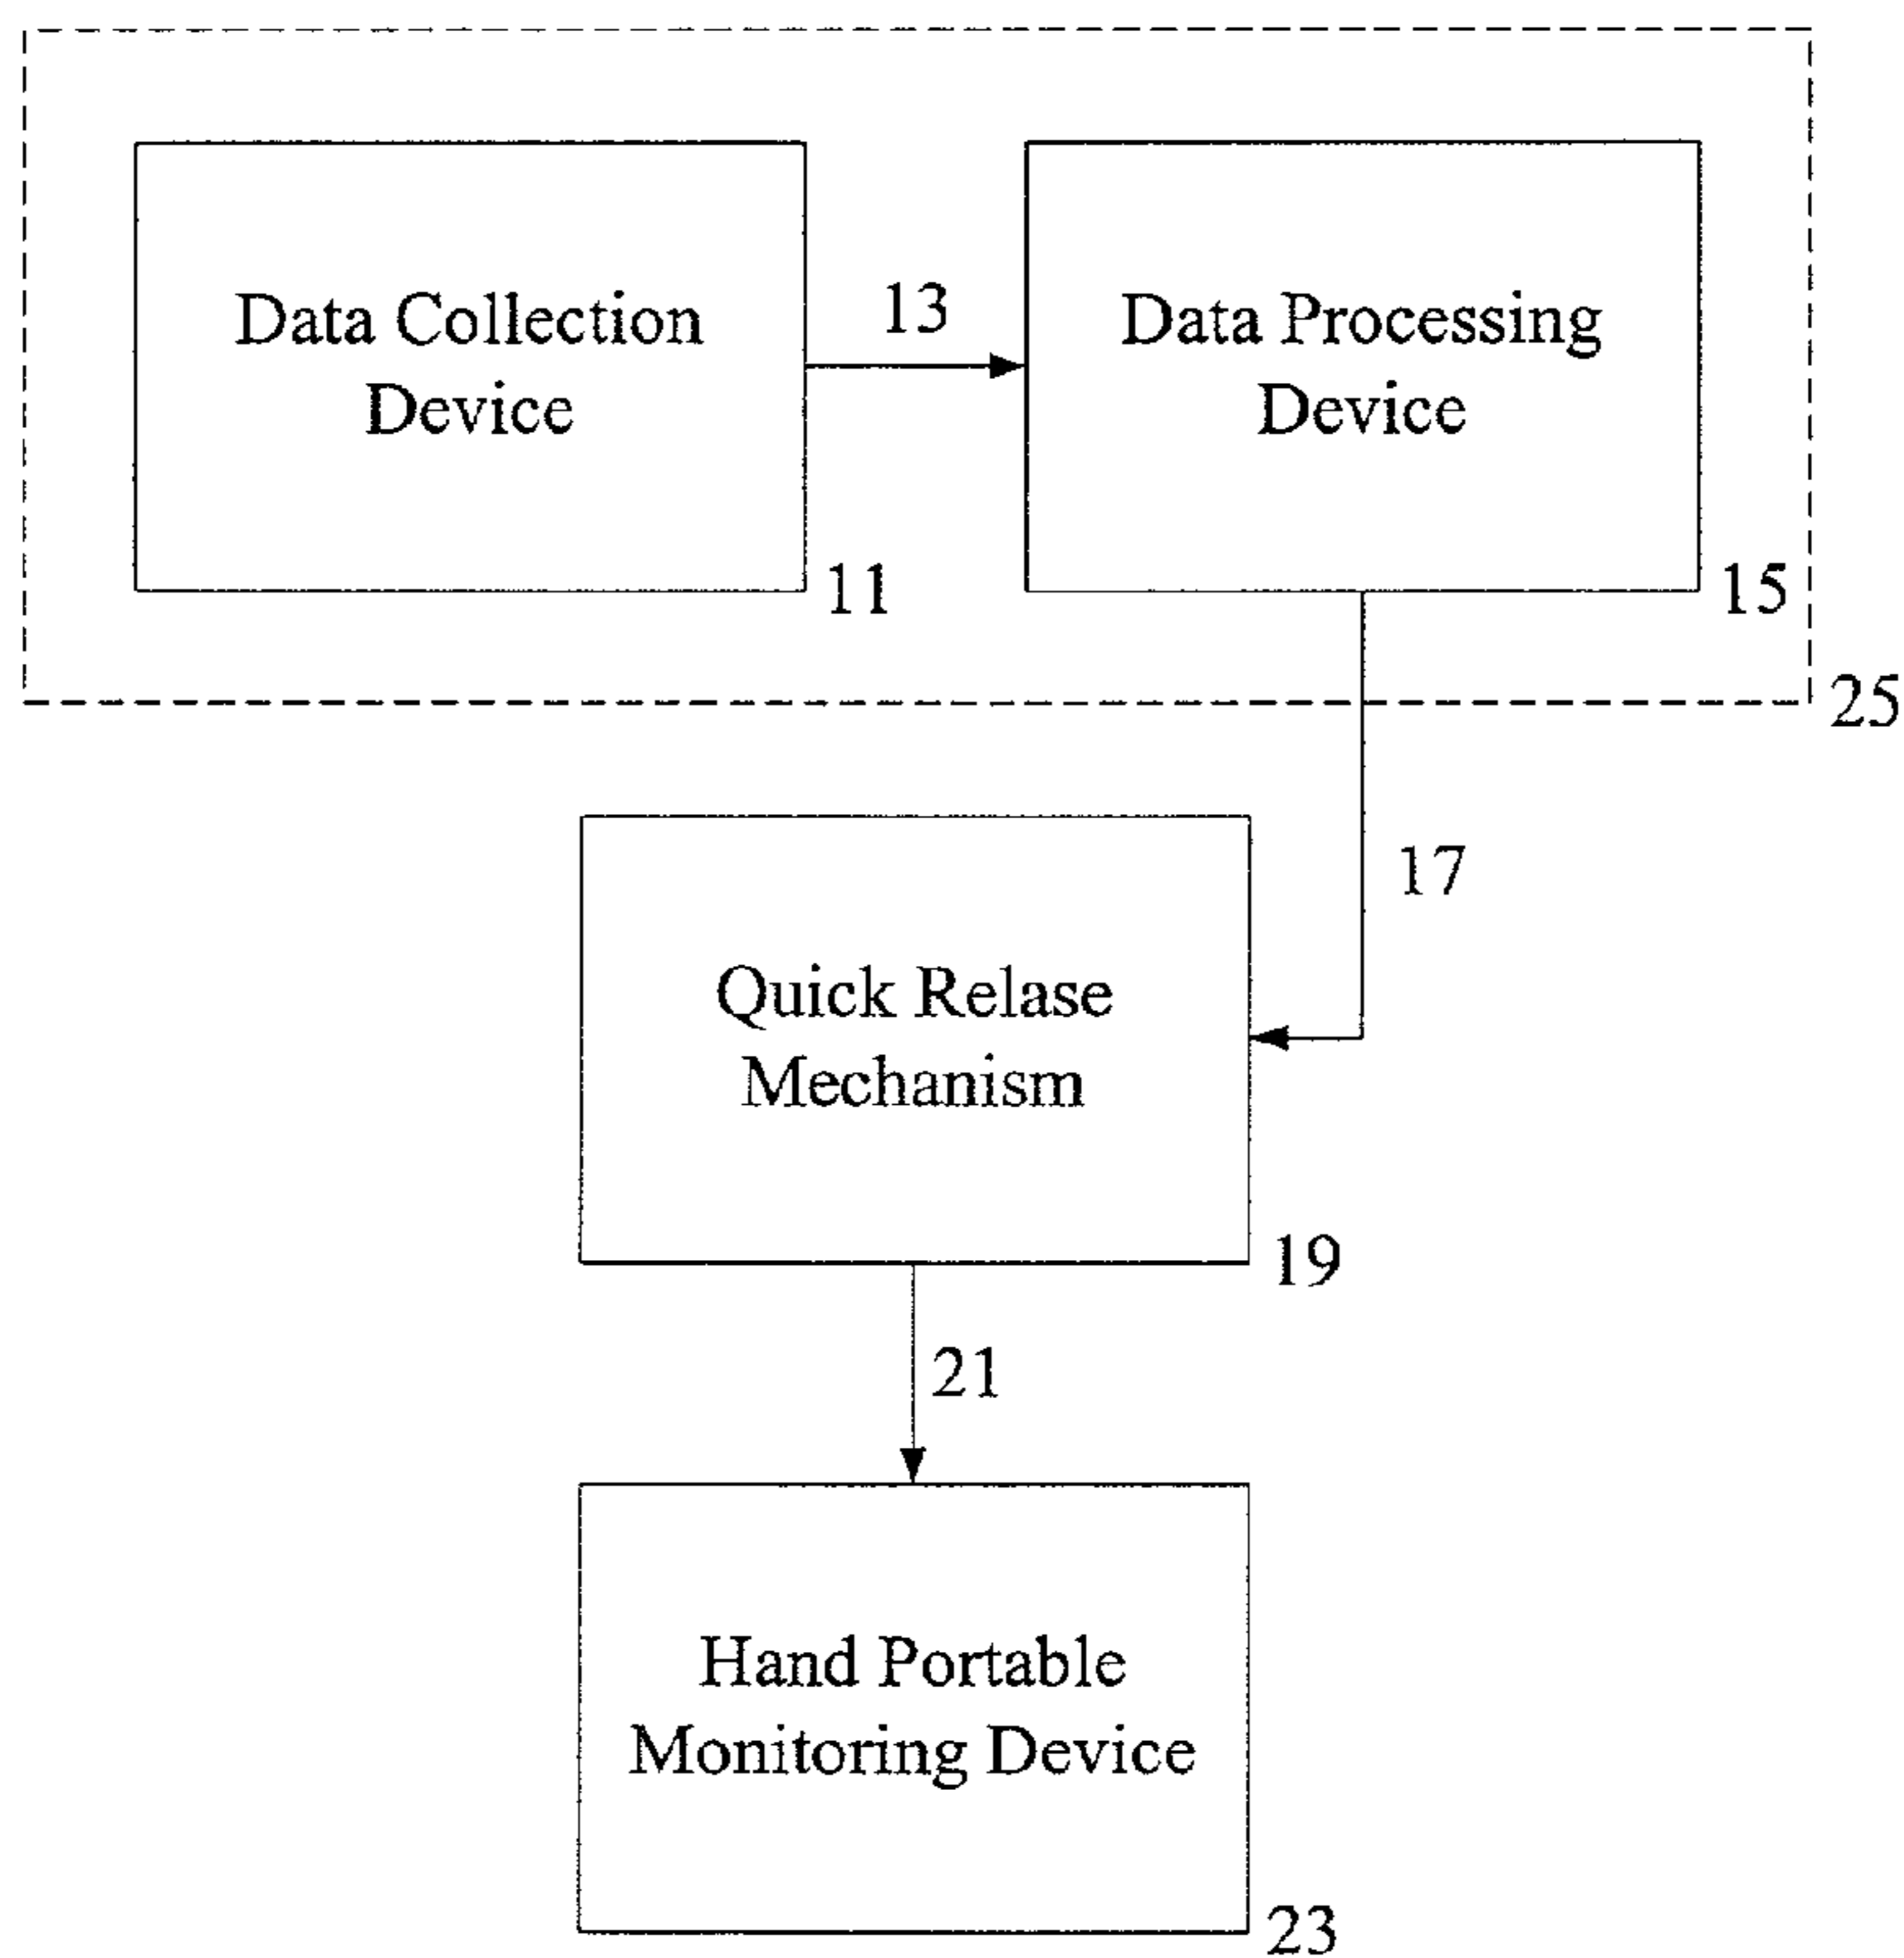 Data Collection
Device
11
13
Data Processing
Device
15
25
17
Quick Relase
Mechanism
19
21
Hand Portable
Monitoring Device
23